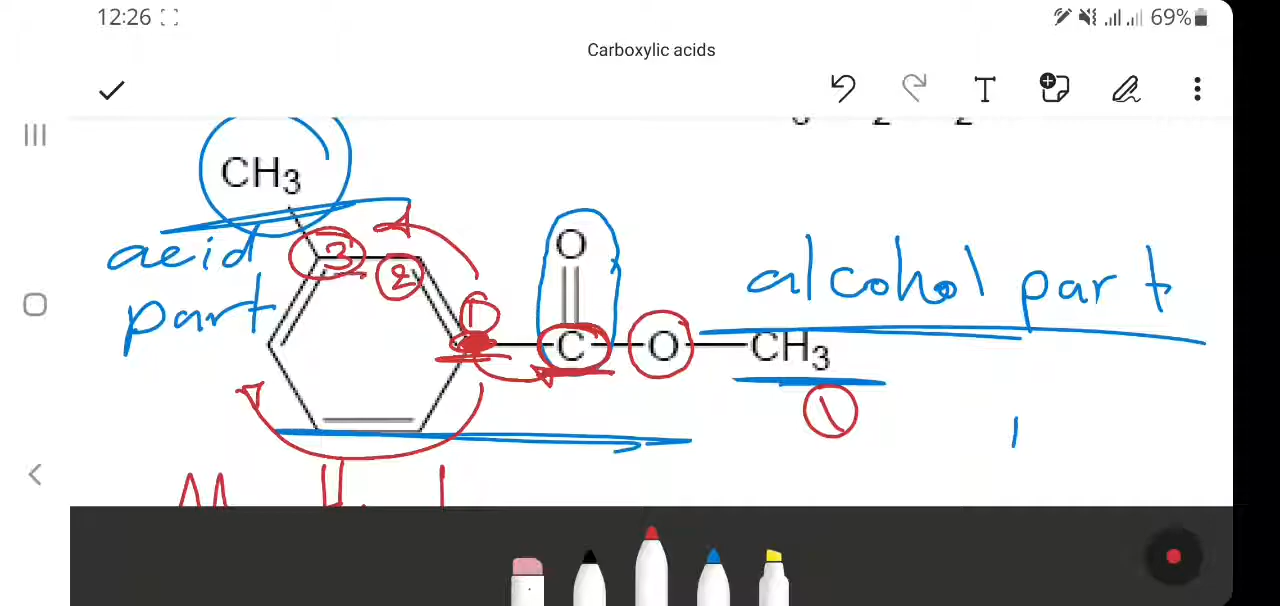 12:26 69%
Carboxylic acids
T
CH3
acid
part
3
2
1
O
C O CH3
alcohol part
1